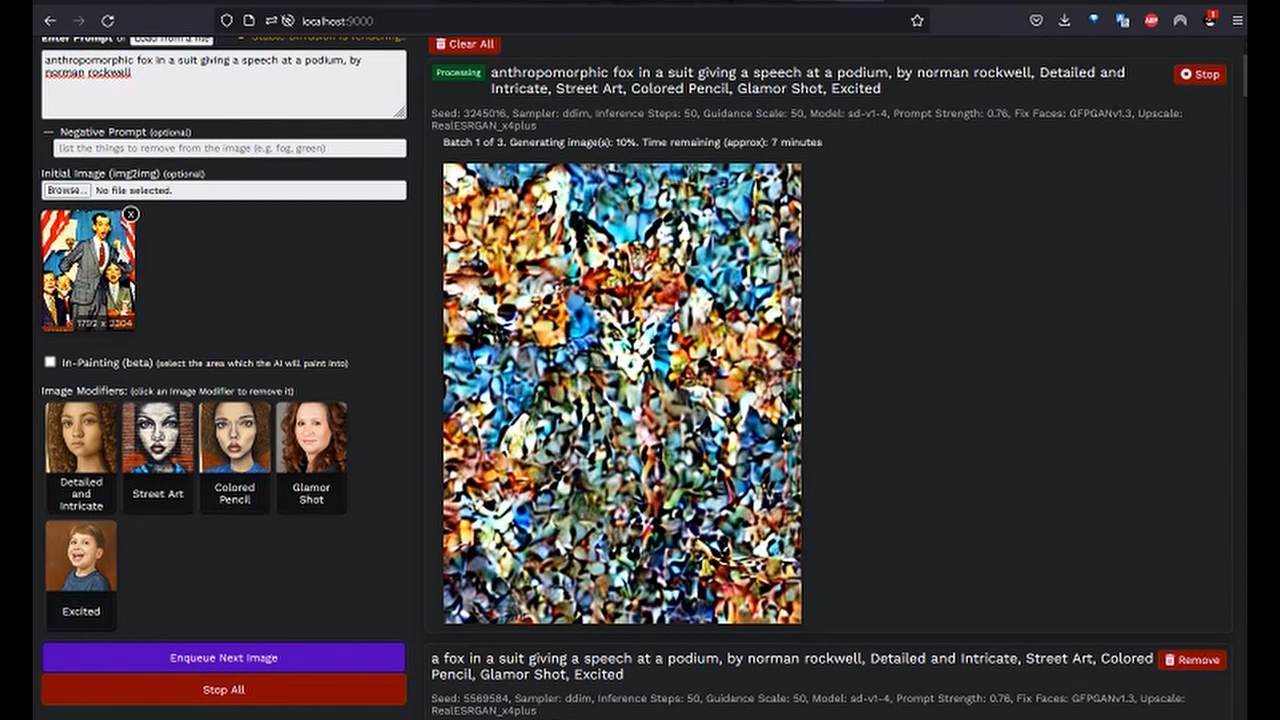 localhost:9000
1
Enter Prompt or Load from a file
Stable Diffusion is rendering..
anthropomorphic fox in a suit giving a speech at a podium, by
norman rockwell
Negative Prompt (optional)
list the things to remove from the image (e.g. fog, green)
Initial Image (img2img) (optional)
Browse... No file selected.
X
1792 x 2304
In-Painting (beta) (select the area which the AI will paint into)
Image Modifiers: (click an Image Modifier to remove it)
Detailed
and
Intricate
Street Art
Colored
Pencil
Glamor
Shot
Excited
Enqueue Next Image
Stop All
Clear All
Processing anthropomorphic fox in a suit giving a speech at a podium, by norman rockwell, Detailed and
Intricate, Street Art, Colored Pencil, Glamor Shot, Excited
Stop
Seed: 3245016, Sampler: ddim, Inference Steps: 50, Guidance Scale: 50, Model: sd-v1-4, Prompt Strength: 0.76, Fix Faces: GFPGANv1.3, Upscale:
RealESRGAN_x4plus
Batch 1 of 3. Generating image(s): 10%. Time remaining (approx): 7 minutes
a fox in a suit giving a speech at a podium, by norman rockwell, Detailed and Intricate, Street Art, Colored
Pencil, Glamor Shot, Excited
Remove
Seed: 5569584, Sampler: ddim, Inference Steps: 50, Guidance Scale: 50, Model: sd-v1-4, Prompt Strength: 0.76, Fix Faces: GFPGANv1.3, Upscale:
RealESRGAN_x4plus